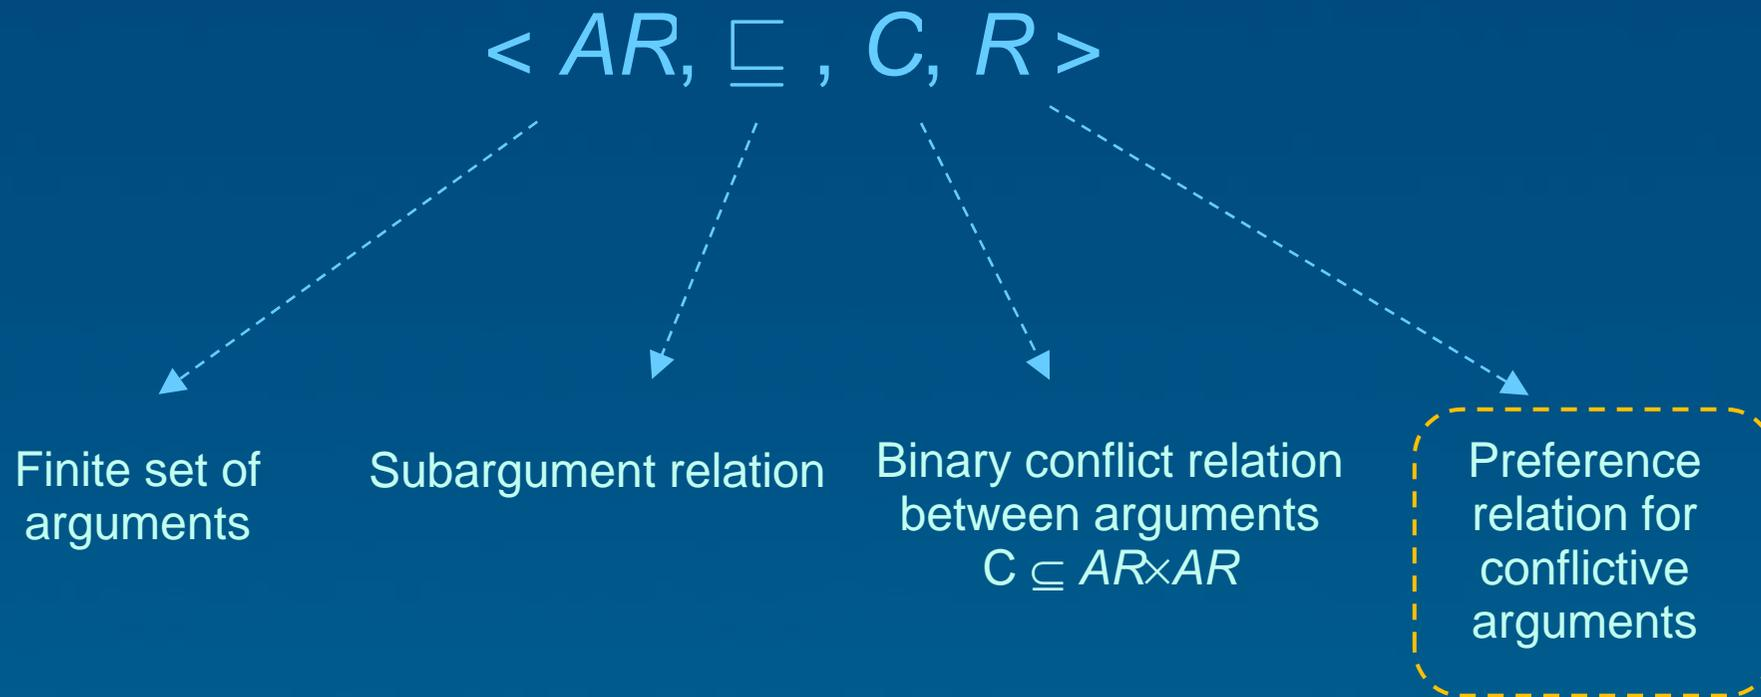 < AR, ⊑ , C, R >
Finite set of
arguments
Subargument relation
Binary conflict relation
between arguments
C ⊆ AR×AR
Preference
relation for
conflictive
arguments